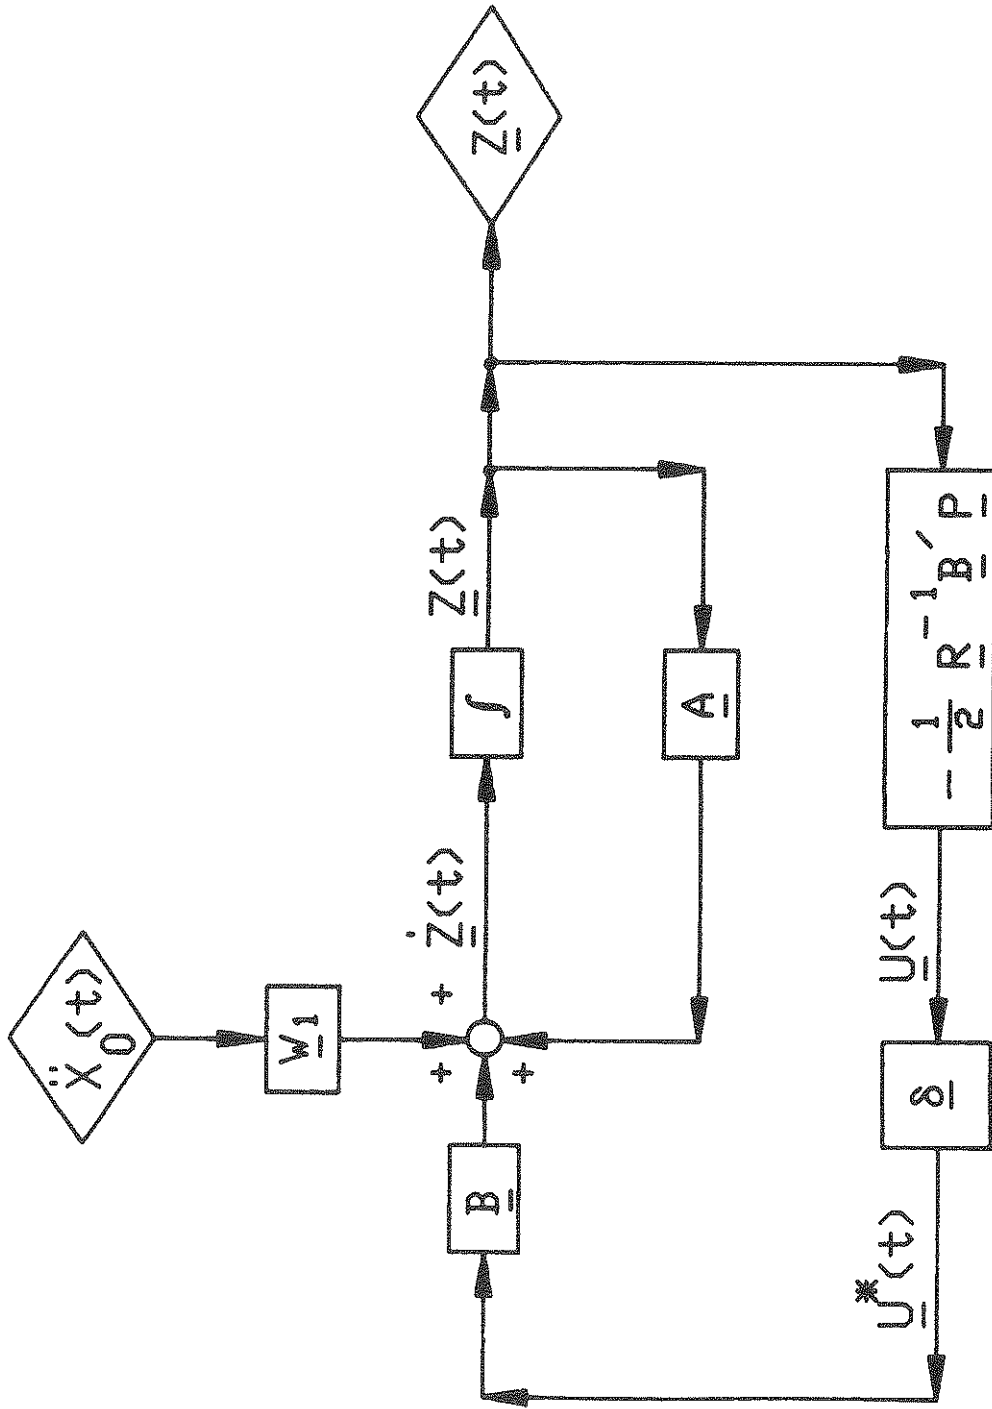 Ẍ₀(t)
W₁
+
+
+
B
Ż(t)
∫
Z(t)
Z(t)
A
- 1/2 R⁻¹ B′ P
U(t)
δ
U*(t)